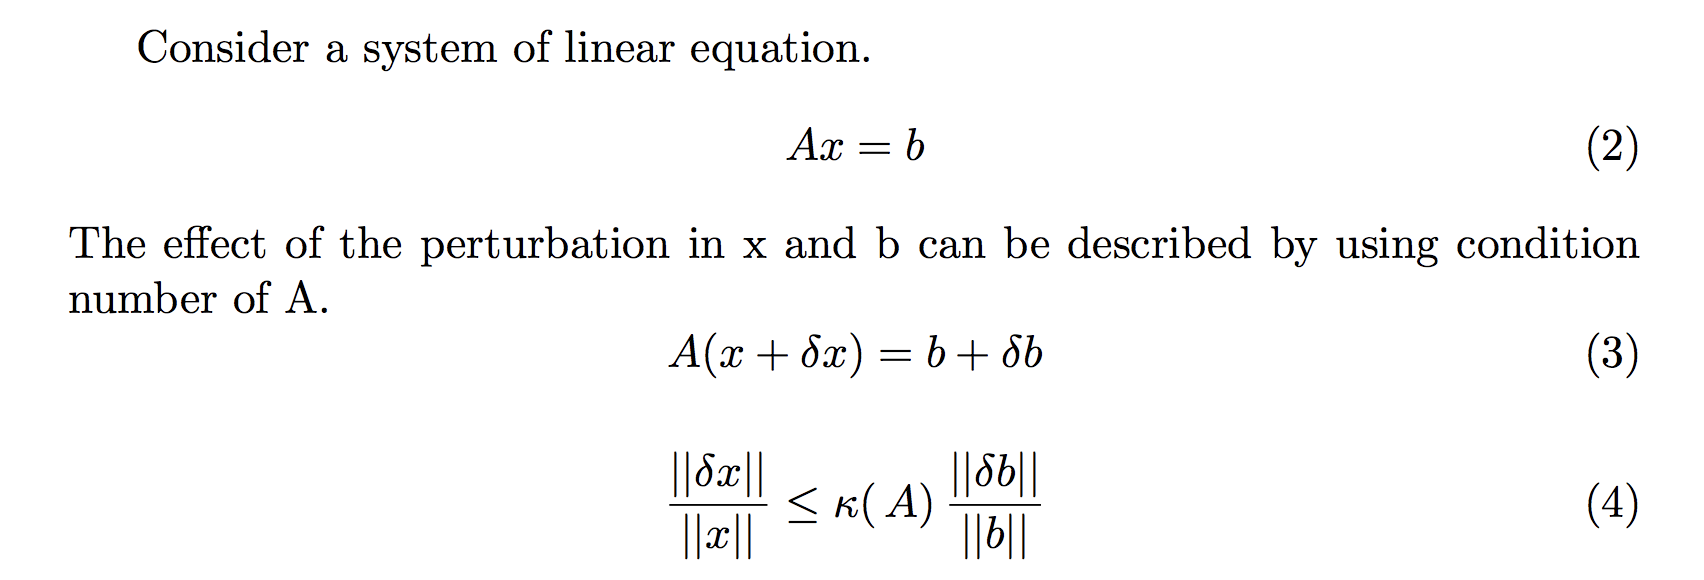 Consider a system of linear equation.
Ax = b (2)
The effect of the perturbation in x and b can be described by using condition
number of A.
A(x + δx) = b + δb (3)
||δx|| / ||x|| ≤ κ( A) ||δb|| / ||b|| (4)